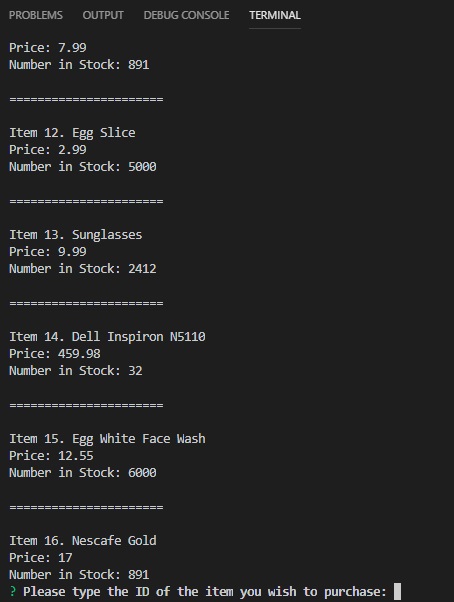 PROBLEMS OUTPUT DEBUG CONSOLE TERMINAL
Price: 7.99
Number in Stock: 891
======================
Item 12. Egg Slice
Price: 2.99
Number in Stock: 5000
======================
Item 13. Sunglasses
Price: 9.99
Number in Stock: 2412
======================
Item 14. Dell Inspiron N5110
Price: 459.98
Number in Stock: 32
======================
Item 15. Egg White Face Wash
Price: 12.55
Number in Stock: 6000
======================
Item 16. Nescafe Gold
Price: 17
Number in Stock: 891
? Please type the ID of the item you wish to purchase: